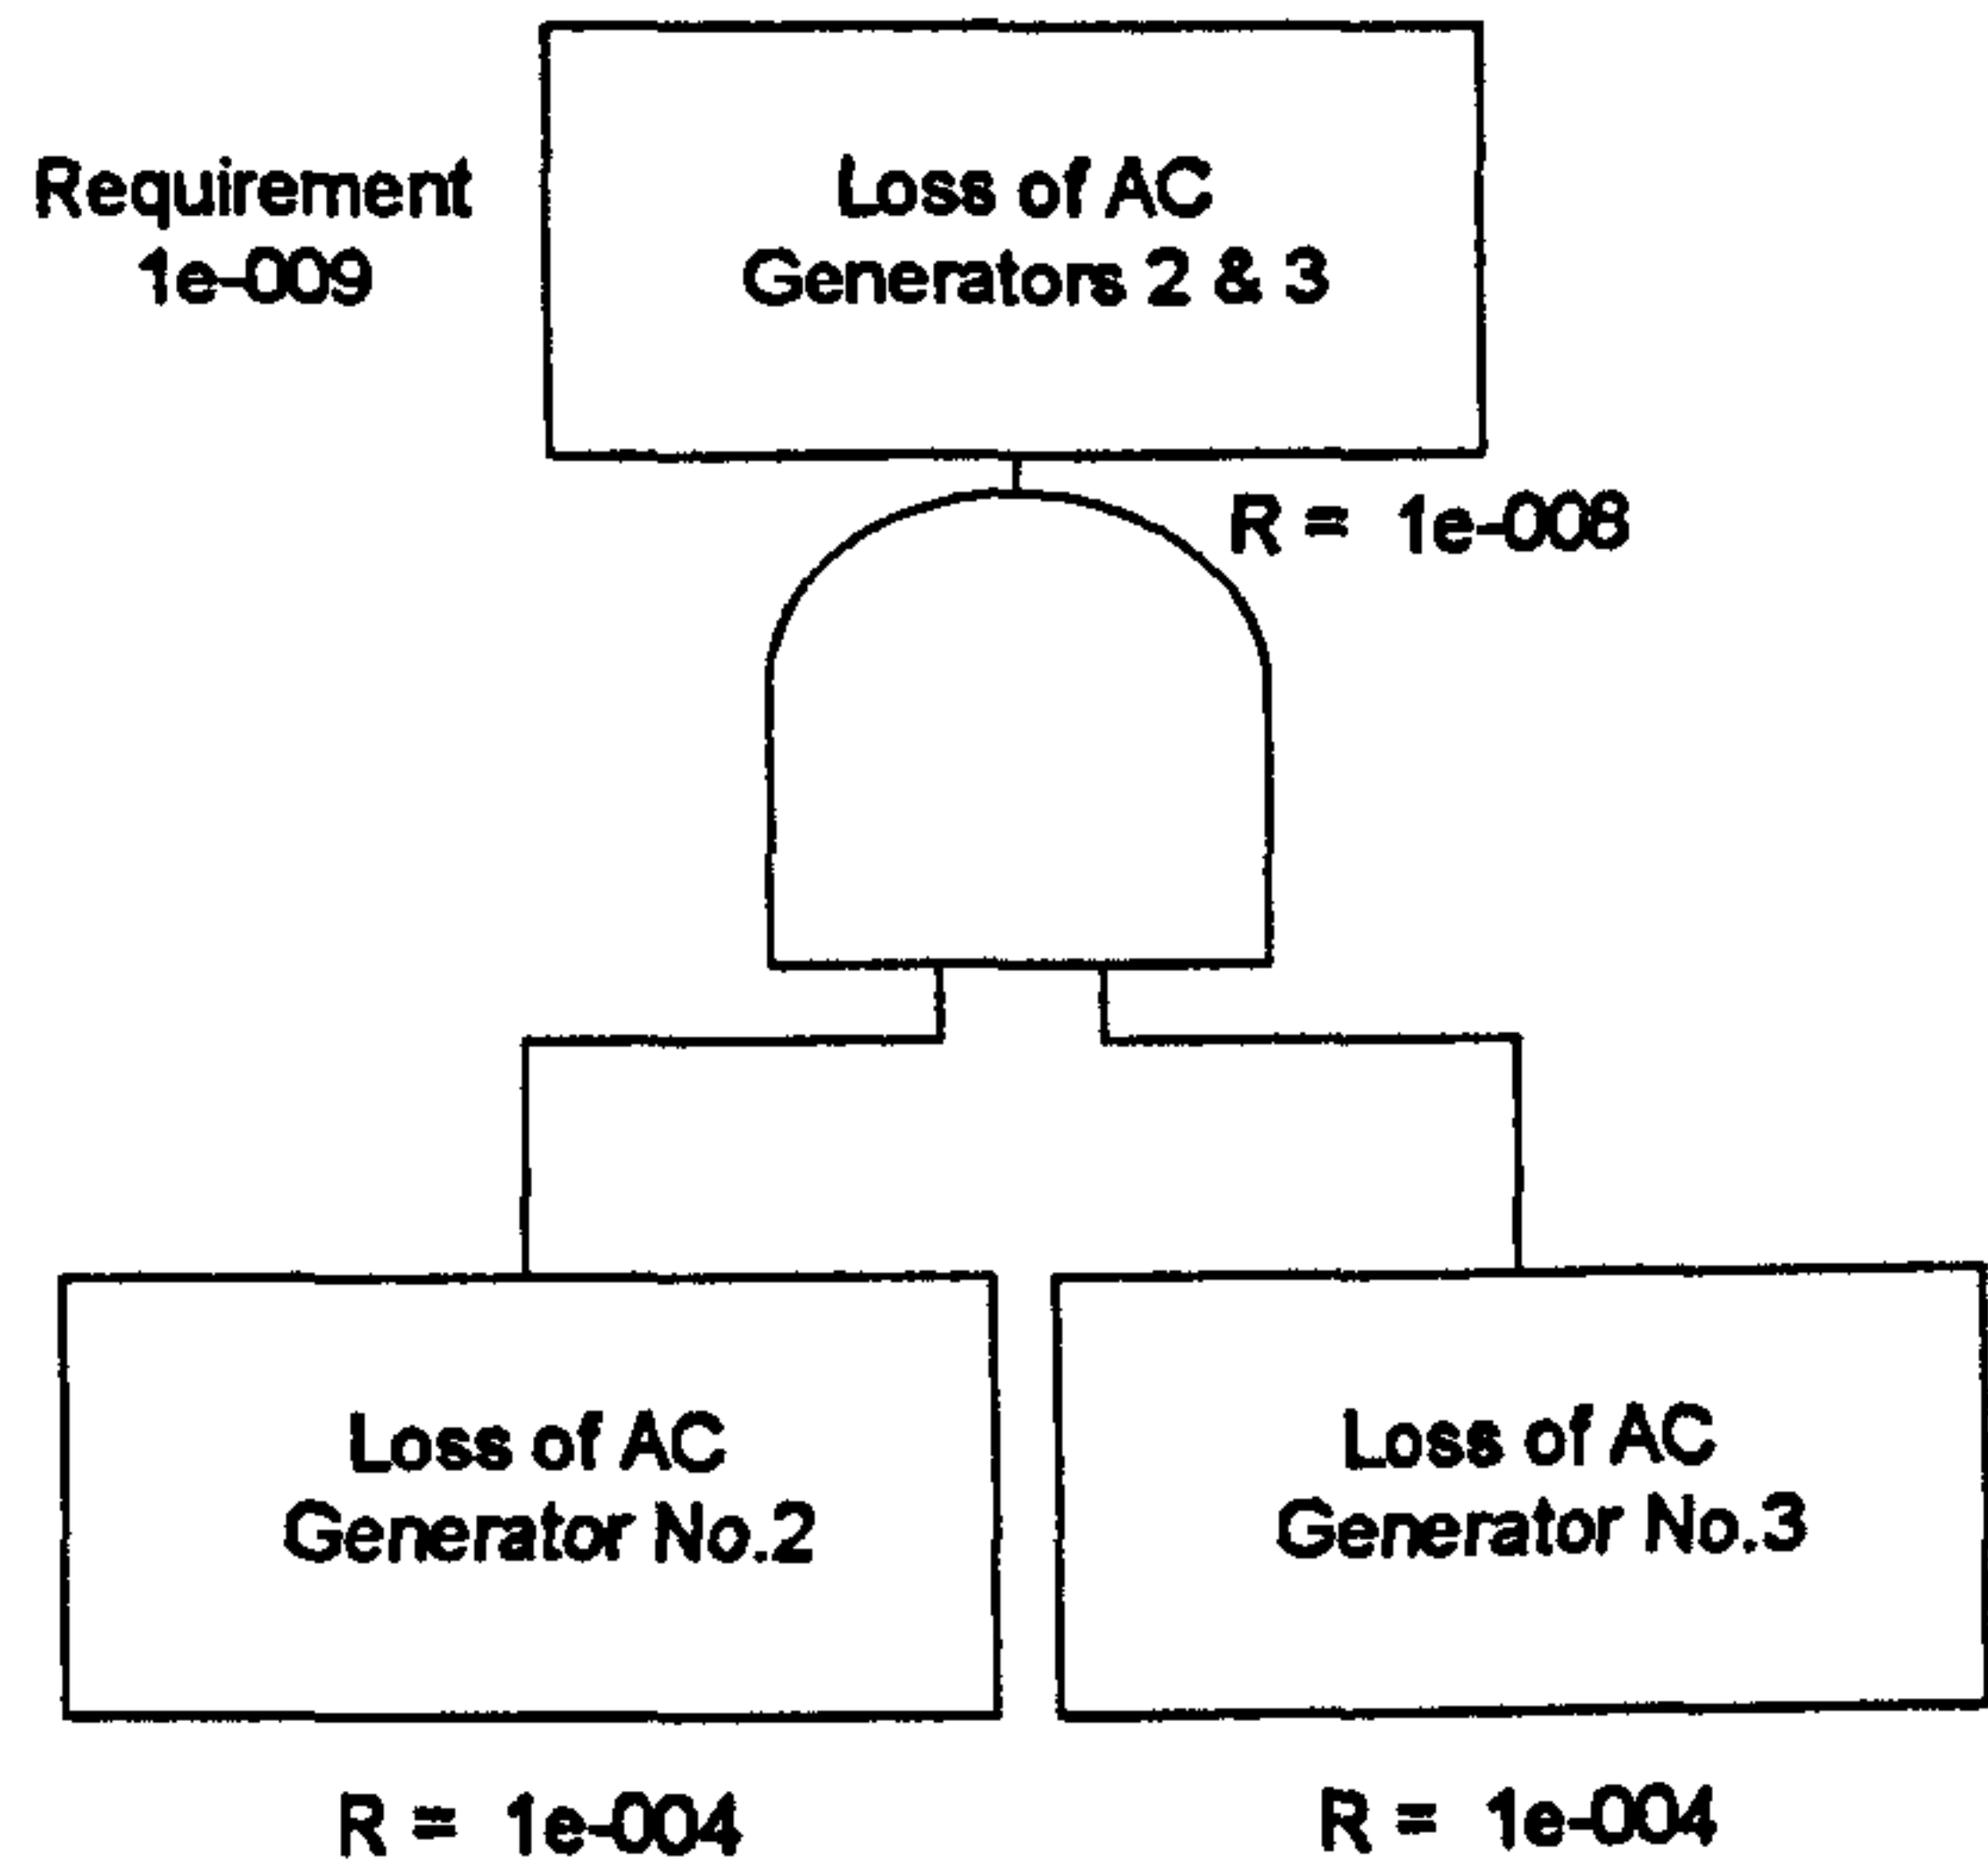 Requirement
1e-009
Loss of AC
Generators 2 & 3
R = 1e-008
Loss of AC
Generator No.2
Loss of AC
Generator No.3
R = 1e-004
R = 1e-004